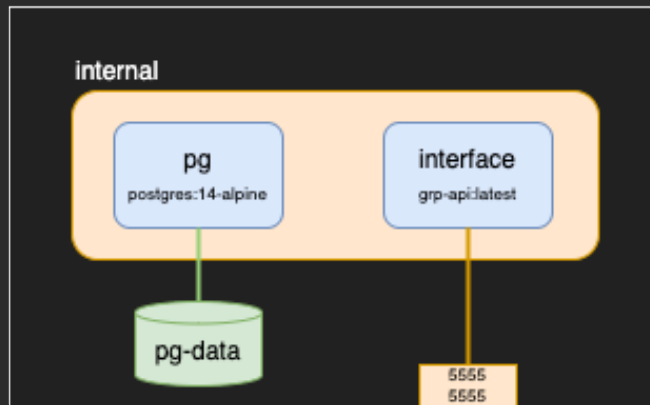 internal
pg
postgres:14-alpine
interface
grp-api:latest
pg-data
5555
5555